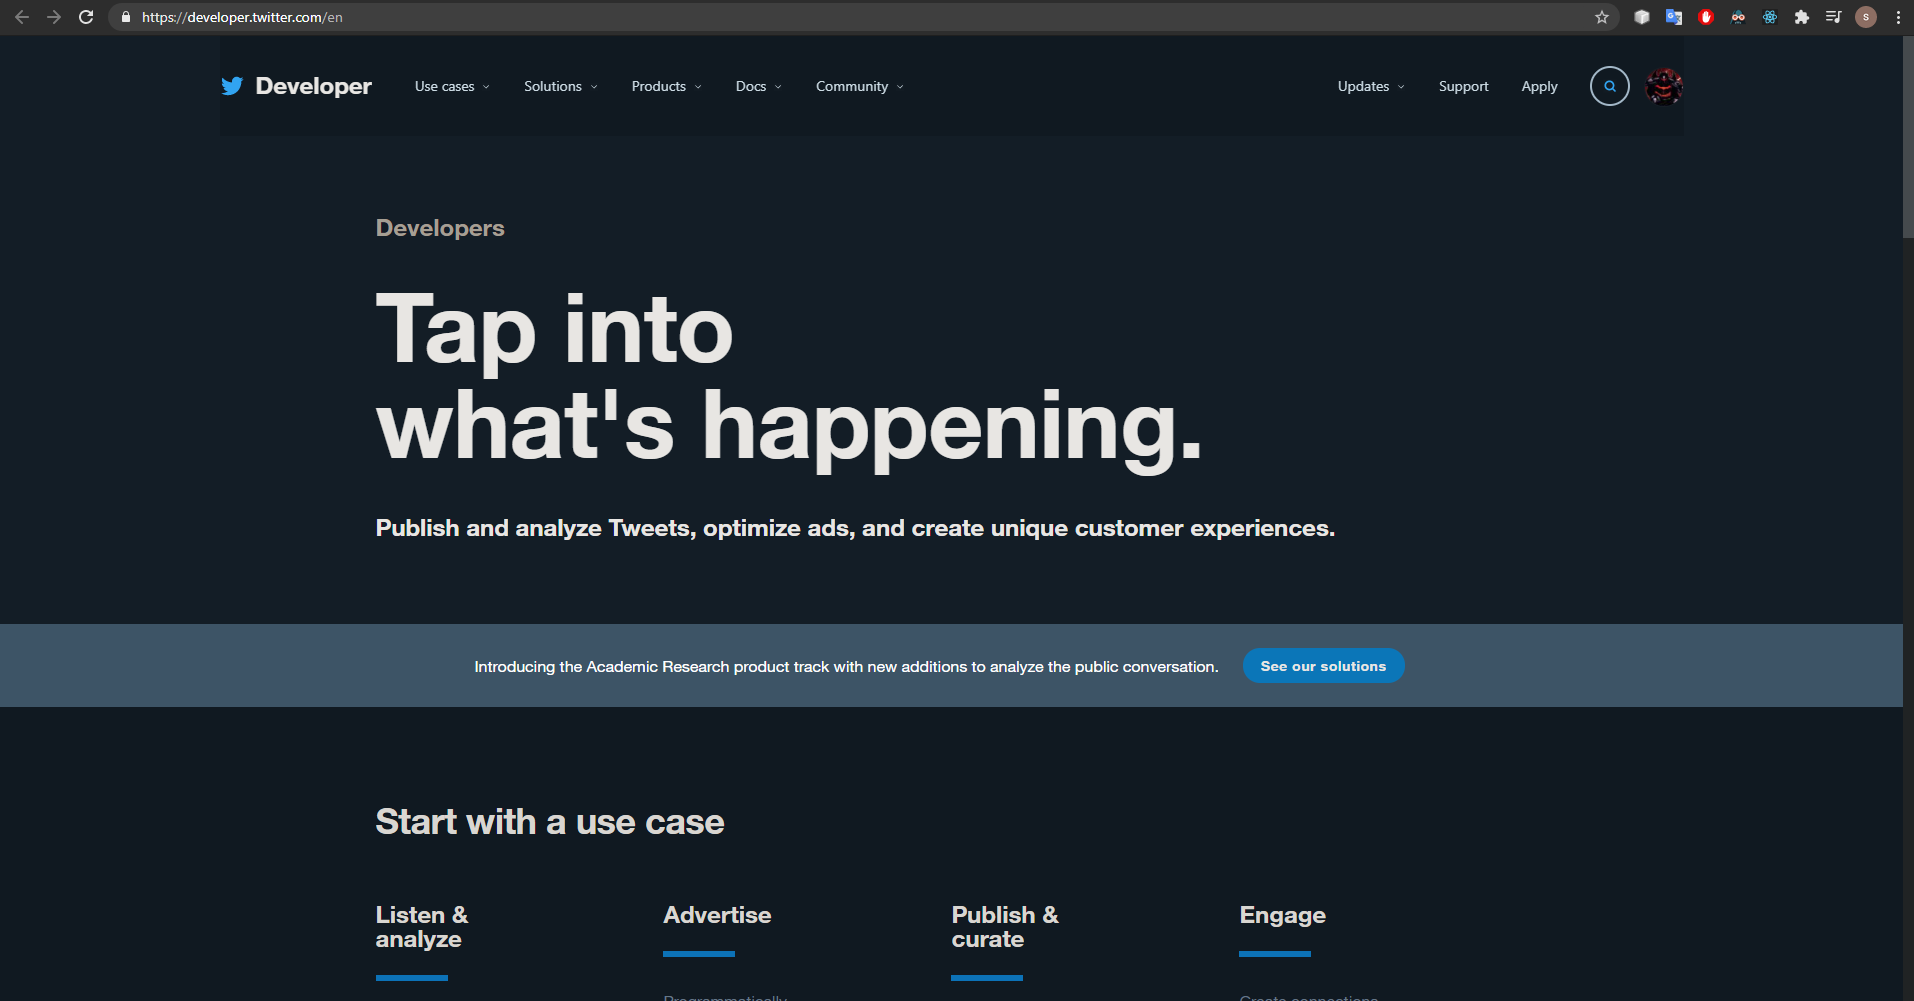 https://developer.twitter.com/en
S
Developer
Use cases
Solutions
Products
Docs
Community
Updates
Support
Apply
Developers
Tap into
what's happening.
Publish and analyze Tweets, optimize ads, and create unique customer experiences.
Introducing the Academic Research product track with new additions to analyze the public conversation.
See our solutions
Start with a use case
Listen &
analyze
Advertise
Publish &
curate
Engage
Programmatically
Create connections